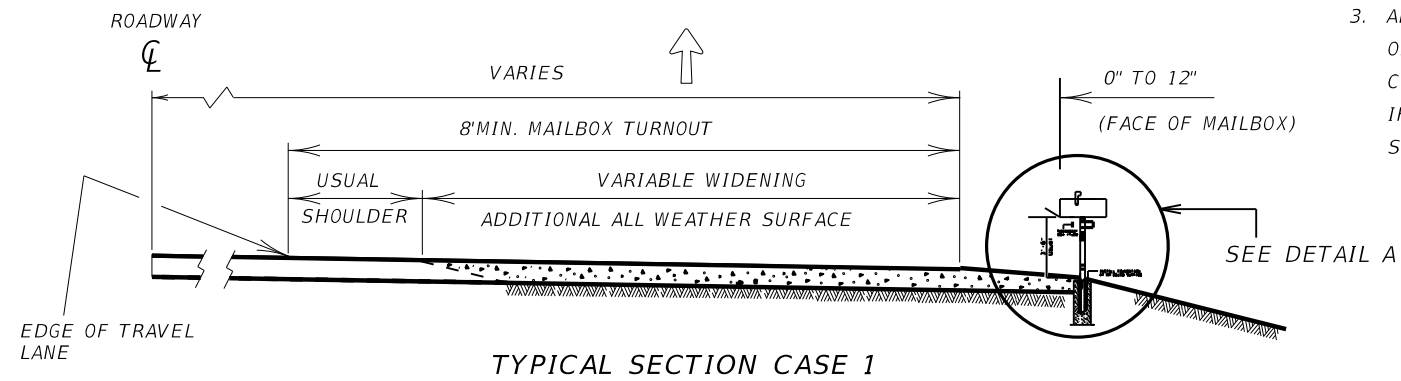 ROADWAY
℄
VARIES
0" TO 12"
(FACE OF MAILBOX)
8'MIN. MAILBOX TURNOUT
USUAL
SHOULDER
VARIABLE WIDENING
ADDITIONAL ALL WEATHER SURFACE
SEE DETAIL A
EDGE OF TRAVEL
LANE
TYPICAL SECTION CASE 1
3.